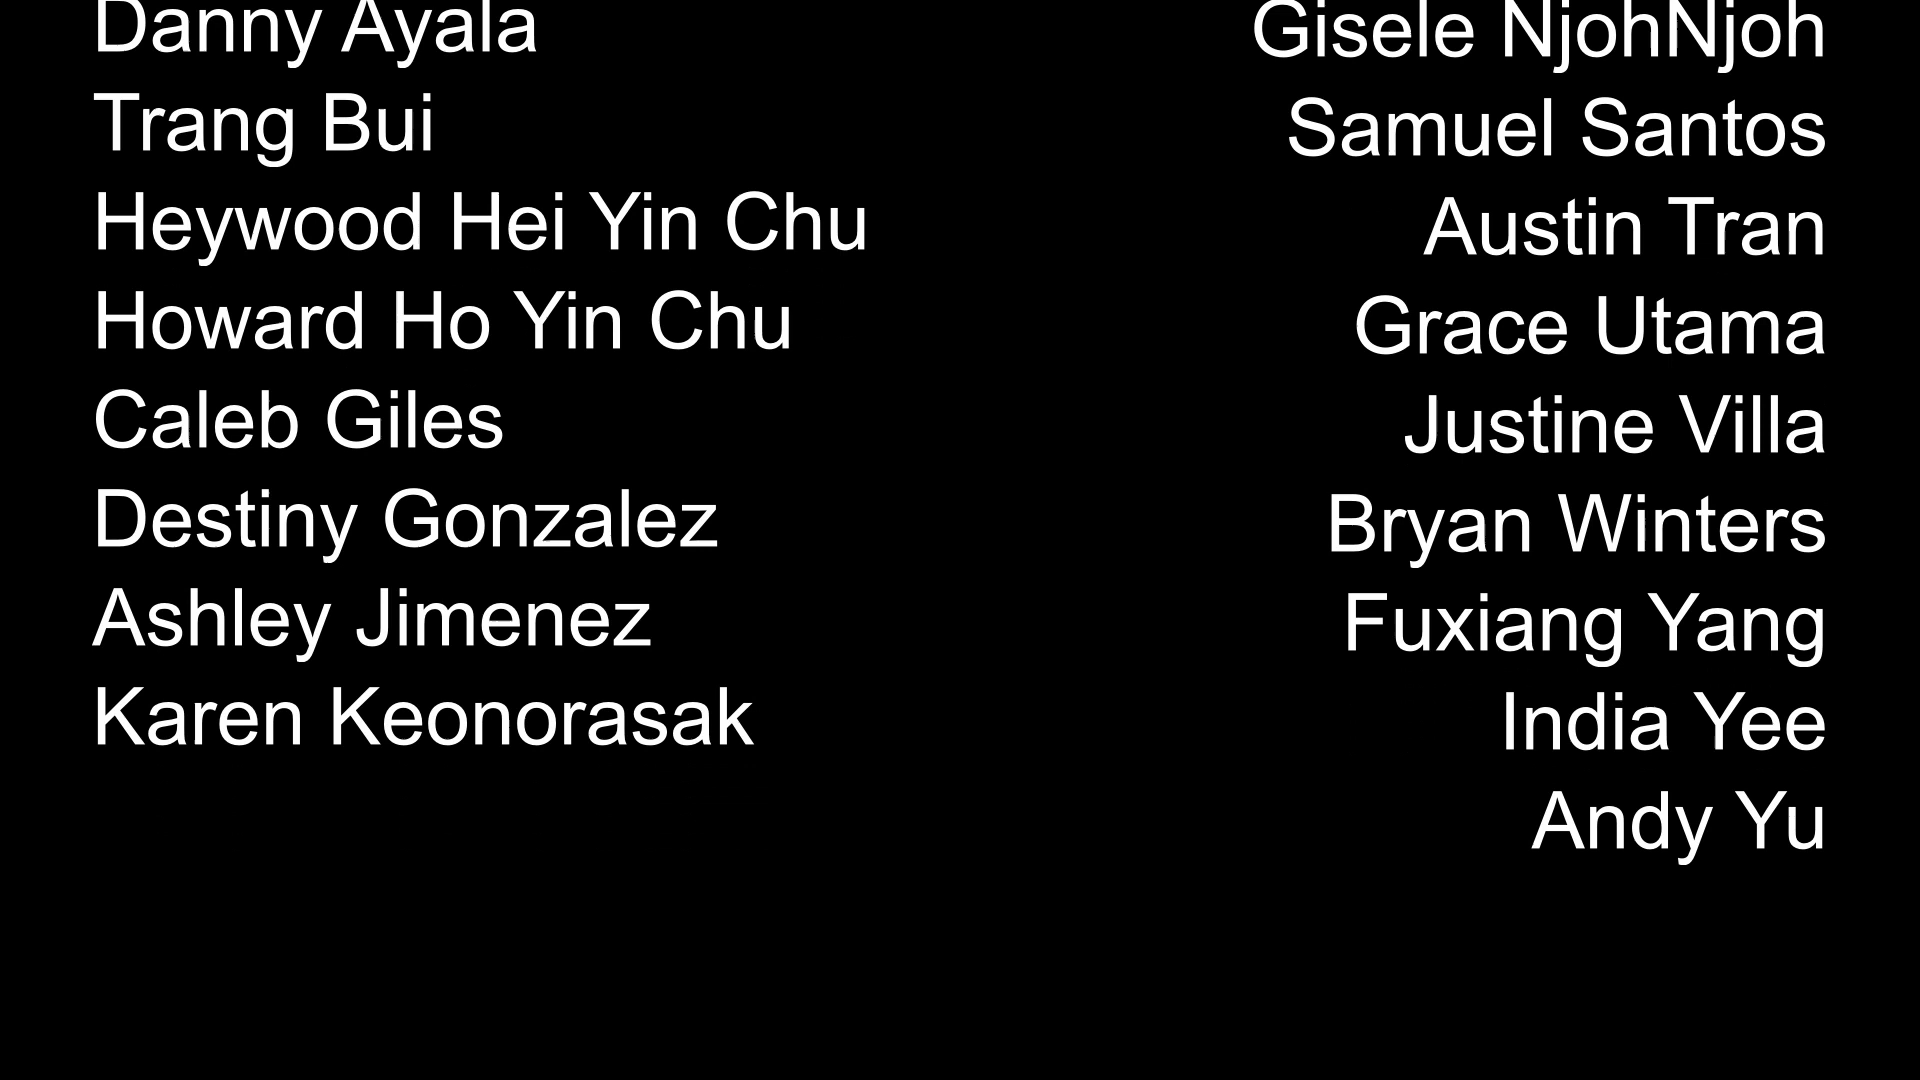 Danny Ayala
Trang Bui
Heywood Hei Yin Chu
Howard Ho Yin Chu
Caleb Giles
Destiny Gonzalez
Ashley Jimenez
Karen Keonorasak
Gisele NjohNjoh
Samuel Santos
Austin Tran
Grace Utama
Justine Villa
Bryan Winters
Fuxiang Yang
India Yee
Andy Yu